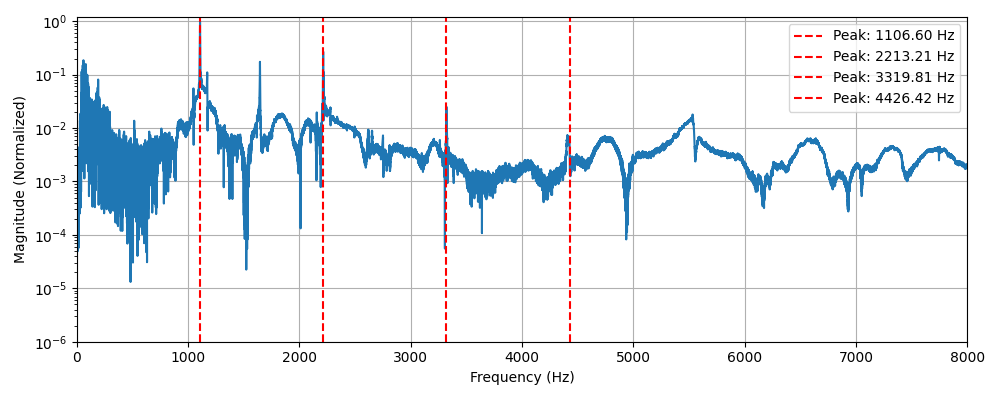 Magnitude (Normalized)
10⁰
10⁻¹
10⁻²
10⁻³
10⁻⁴
10⁻⁵
10⁻⁶
Peak: 1106.60 Hz
Peak: 2213.21 Hz
Peak: 3319.81 Hz
Peak: 4426.42 Hz
0 1000 2000 3000 4000 5000 6000 7000 8000
Frequency (Hz)